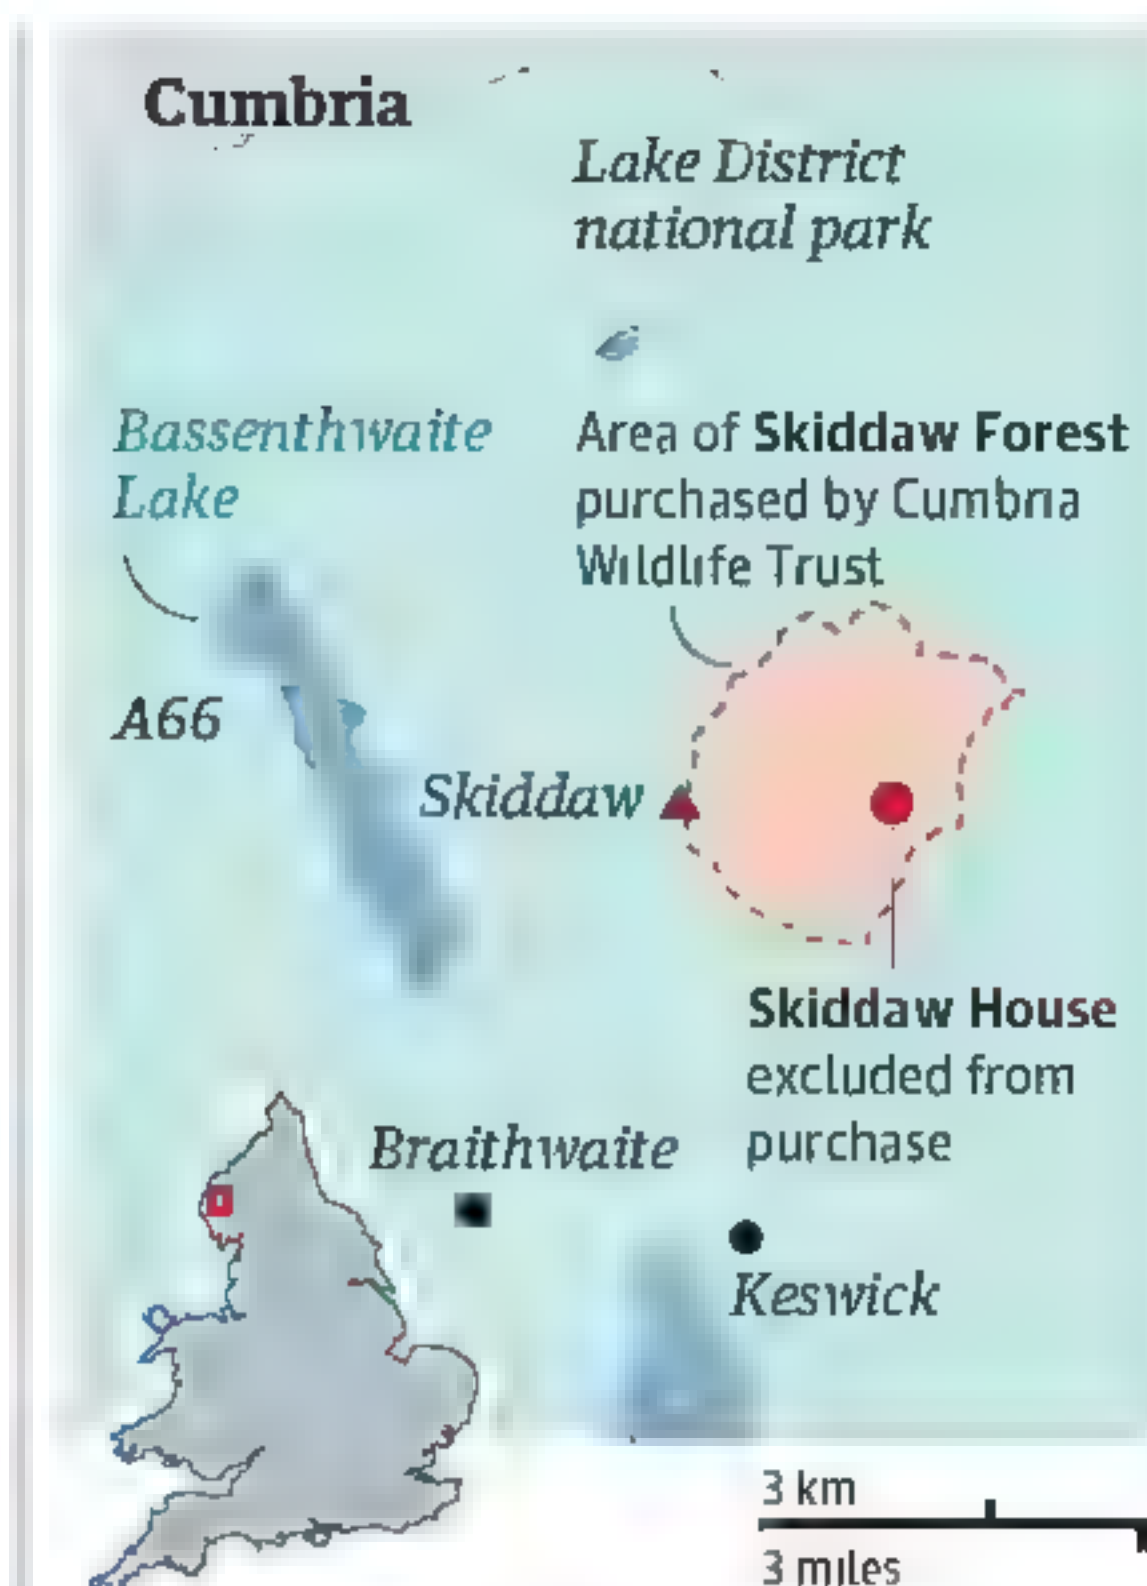 Cumbria
Lake District
national park
Bassenthwaite
Lake
Area of Skiddaw Forest
purchased by Cumbria
Wildlife Trust
A66
Skiddaw
Skiddaw House
excluded from
purchase
Braithwaite
Keswick
3 km
3 miles